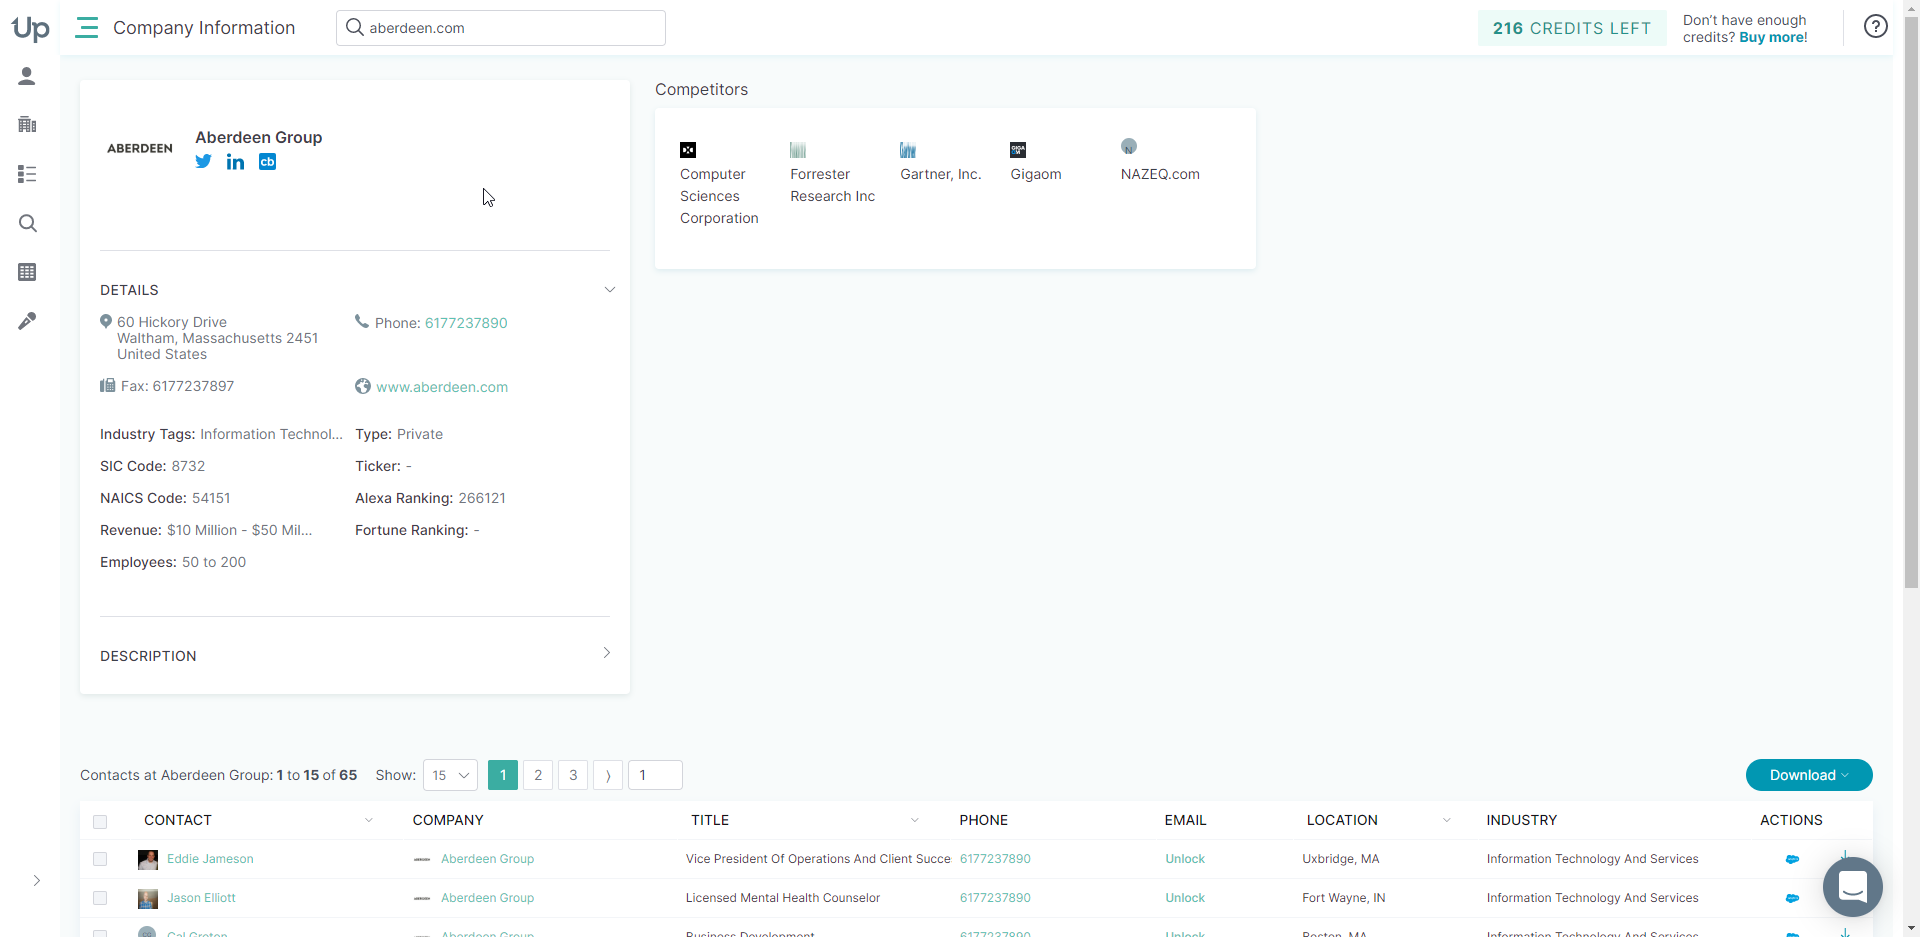 Up
Company Information
aberdeen.com
216 CREDITS LEFT
Don't have enough
credits? Buy more!
?
ABERDEEN
Aberdeen Group
in
cb
DETAILS
60 Hickory Drive
Waltham, Massachusetts 2451
United States
Phone: 6177237890
Fax: 6177237897
www.aberdeen.com
Industry Tags: Information Technol...
Type: Private
SIC Code: 8732
Ticker: -
NAICS Code: 54151
Alexa Ranking: 266121
Revenue: $10 Million - $50 Mil...
Fortune Ranking: -
Employees: 50 to 200
DESCRIPTION
Competitors
Computer
Sciences
Corporation
Forrester
Research Inc
Gartner, Inc.
GIGA
OM
Gigaom
N
NAZEQ.com
Contacts at Aberdeen Group: 1 to 15 of 65
Show: 15
1 2 3 ⟩ 1
Download
CONTACT COMPANY TITLE PHONE EMAIL LOCATION INDUSTRY ACTIONS
Eddie Jameson Aberdeen Group Vice President Of Operations And Client Succe 6177237890 Unlock Uxbridge, MA Information Technology And Services
Jason Elliott Aberdeen Group Licensed Mental Health Counselor 6177237890 Unlock Fort Wayne, IN Information Technology And Services
Cal Groton Aberdeen Group Business Development 6177237890 Unlock Boston, MA Information Technology And Services